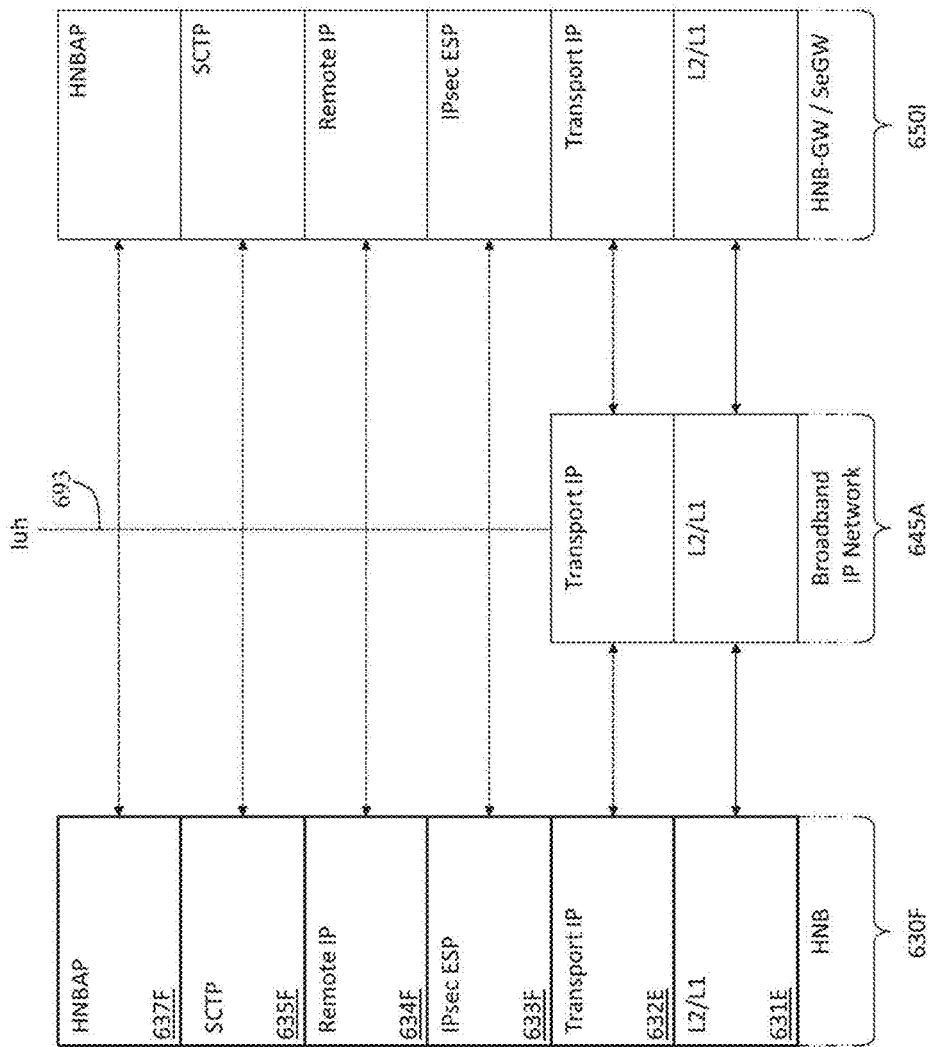 Iuh
693
HNBAP
637F
SCTP
635F
Remote IP
634F
IPsec ESP
633F
Transport IP
632E
L2/L1
631E
HNB
630F
Transport IP
L2/L1
Broadband
IP Network
645A
HNBAP
SCTP
Remote IP
IPsec ESP
Transport IP
L2/L1
HNB-GW / SeGW
650I